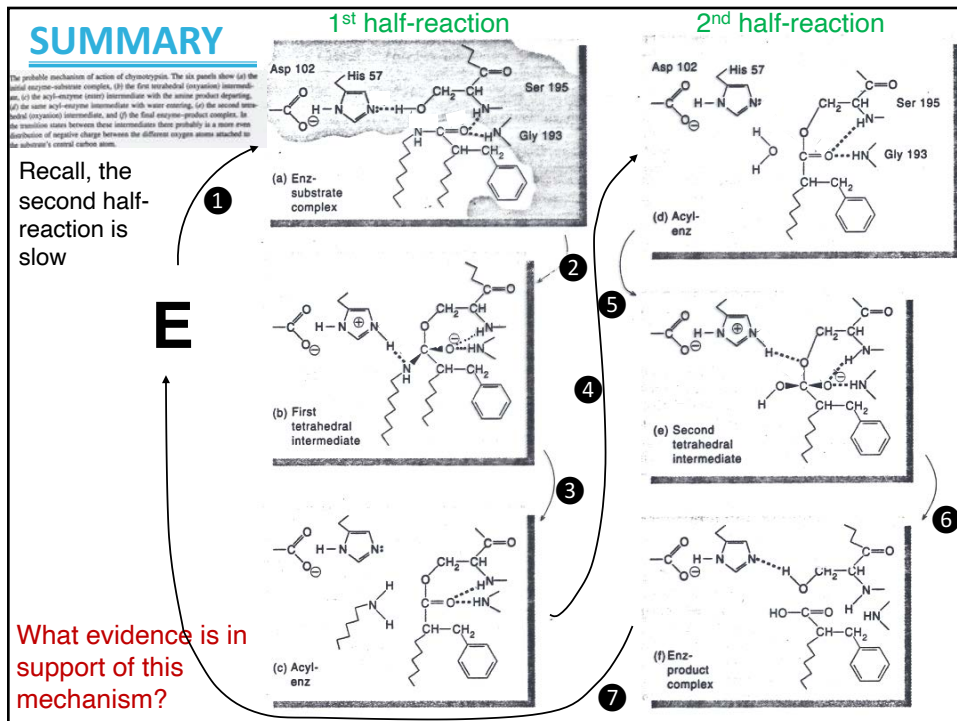 SUMMARY
1st half-reaction
2nd half-reaction
The probable mechanism of action of chymotrypsin. The six panels show (a) the
initial enzyme–substrate complex, (b) the first tetrahedral (oxyanion) intermedi-
ate, (c) the acyl-enzyme (ester) intermediate with the amine product departing,
(d) the same acyl-enzyme intermediate with water entering, (e) the second tetra-
hedral (oxyanion) intermediate, and (f) the final enzyme–product complex. In
the transition states between these intermediates there probably is a more even
distribution of negative charge between the different oxygen atoms attached to
the substrate's central carbon atom.
Recall, the
second half-
reaction is
slow
E
What evidence is in
support of this
mechanism?
Asp 102
His 57
Ser 195
Gly 193
(a) Enz-
substrate
complex
1
2
(b) First
tetrahedral
intermediate
3
(c) Acyl-
enz
4
5
Asp 102
His 57
Ser 195
Gly 193
(d) Acyl-
enz
(e) Second
tetrahedral
intermediate
6
(f) Enz-
product
complex
7